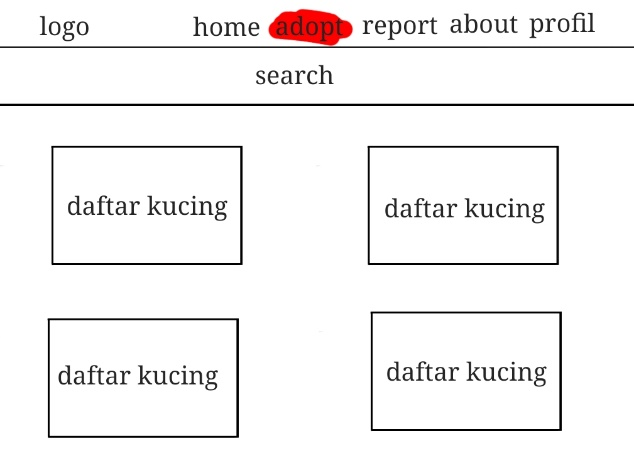 logo home adopt report about profil
search
daftar kucing daftar kucing
daftar kucing daftar kucing